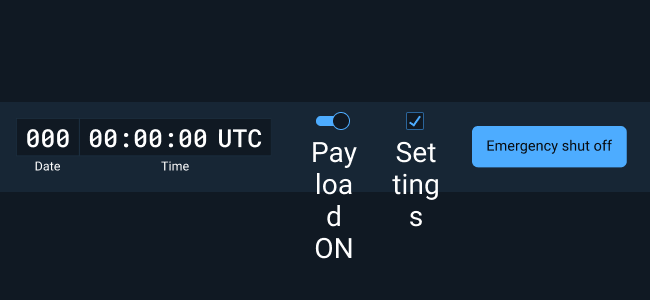 000 00:00:00 UTC
Date Time
Pay
loa
d
ON
Set
ting
s
Emergency shut off